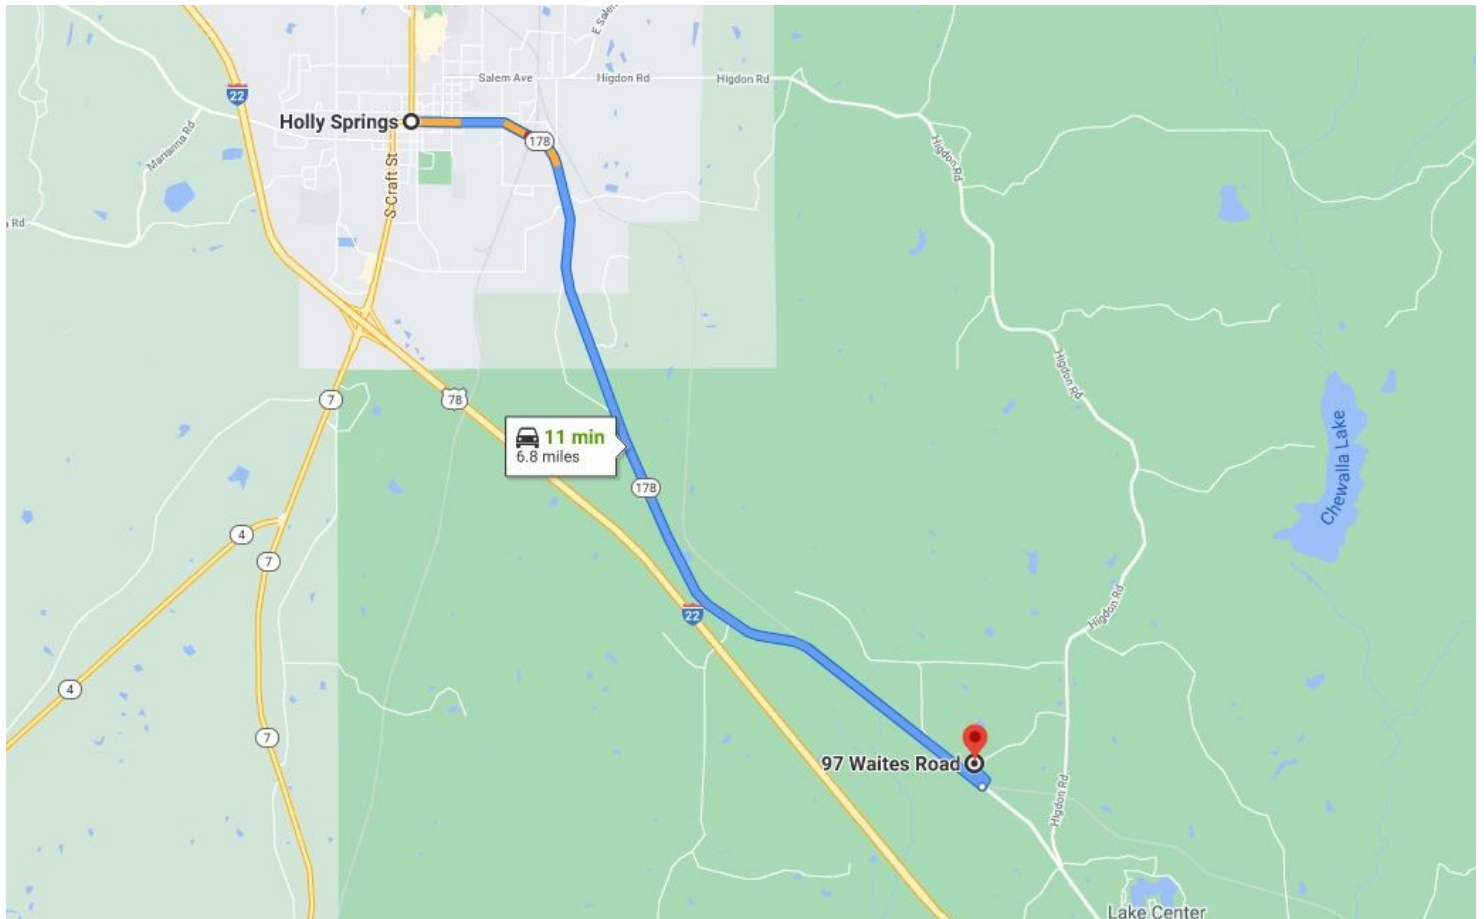 E Salem
Salem Ave
Higdon Rd
Higdon Rd
22
Holly Springs
178
Marianna Rd
Higdon Rd
S Craft St
Rd
Higdon Rd
7
78
11 min
6.8 miles
Chewalla Lake
178
4
7
Higdon Rd
22
4
7
97 Waites Road
Higdon Rd
Lake Center